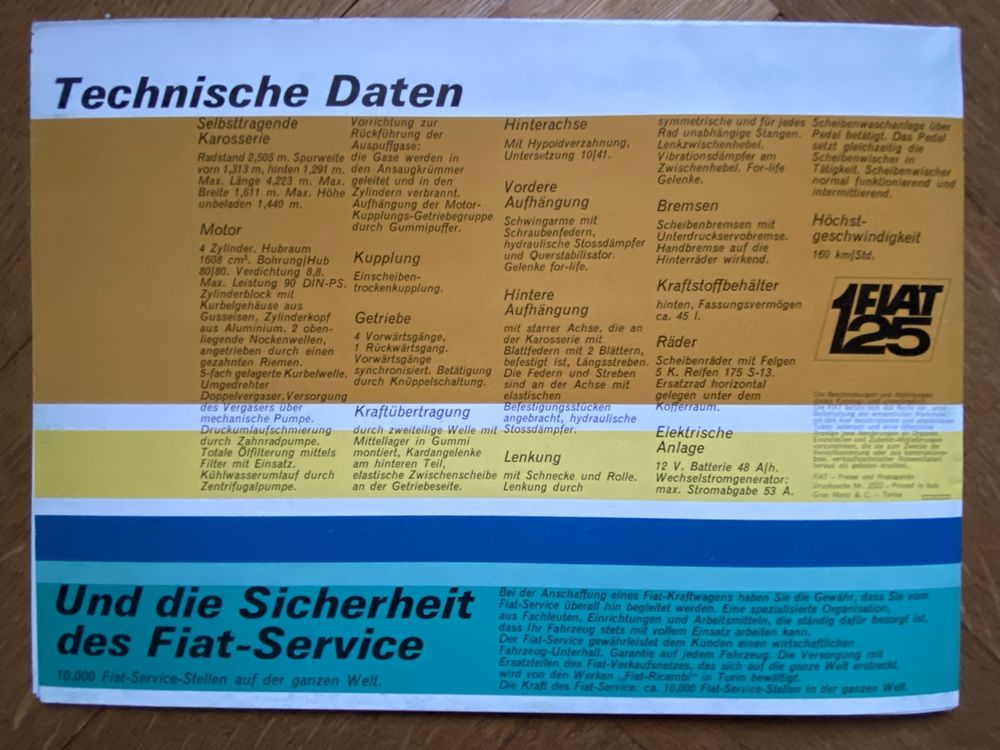 Technische Daten
Selbsttragende
Karosserie
Radstand 2,505 m. Spurweite
vorn 1,313 m, hinten 1,291 m.
Max. Länge 4,223 m. Max.
Breite 1,611 m. Max. Höhe
unbeladen 1,440 m.
Motor
4 Zylinder. Hubraum
1608 cm³. Bohrung/Hub
80/80. Verdichtung 8,8.
Max. Leistung 90 DIN-PS.
Zylinderblock mit
Kurbelgehäuse aus
Gusseisen. Zylinderkopf
aus Aluminium. 2 oben-
liegende Nockenwellen,
angetrieben durch einen
gezahnten Riemen.
5-fach gelagerte Kurbelwelle.
Umgedrehter
Doppelvergaser. Versorgung
des Vergasers über
mechanische Pumpe.
Druckumlaufschmierung
durch Zahnradpumpe.
Totale Ölfilterung mittels
Filter mit Einsatz.
Kühlwasserumlauf durch
Zentrifugalpumpe.
Vorrichtung zur
Rückführung der
Auspuffgase:
die Gase werden in
den Ansaugkrümmer
geleitet und in den
Zylindern verbrannt.
Aufhängung der Motor-
Kupplungs-Getriebegruppe
durch Gummipuffer.
Kupplung
Einscheiben-
trockenkupplung.
Getriebe
4 Vorwärtsgänge,
1 Rückwärtsgang.
Vorwärtsgänge
synchronisiert. Betätigung
durch Knüppelschaltung.
Kraftübertragung
durch zweiteilige Welle mit
Mittellager in Gummi
montiert, Kardangelenke
am hinteren Teil,
elastische Zwischenscheibe
an der Getriebeseite.
Hinterachse
Mit Hypoidverzahnung,
Untersetzung 10/41.
Vordere
Aufhängung
Schwingarme mit
Schraubenfedern,
hydraulische Stossdämpfer
und Querstabilisator.
Gelenke for-life.
Hintere
Aufhängung
mit starrer Achse, die an
der Karosserie mit
Blattfedern mit 2 Blättern,
befestigt ist, Längsstreben.
Die Federn und Streben
sind an der Achse mit
elastischen
Befestigungsstücken
angebracht, hydraulische
Stossdämpfer.
Lenkung
mit Schnecke und Rolle.
Lenkung durch
symmetrische und für jedes
Rad unabhängige Stangen.
Lenkzwischenhebel.
Vibrationsdämpfer am
Zwischenhebel. For-life
Gelenke.
Bremsen
Scheibenbremsen mit
Unterdruckservobremse.
Handbremse auf die
Hinterräder wirkend.
Kraftstoffbehälter
hinten, Fassungsvermögen
ca. 45 l.
Räder
Scheibenräder mit Felgen
5 K. Reifen 175 S-13.
Ersatzrad horizontal
gelegen unter dem
Kofferraum.
Elektrische
Anlage
12 V. Batterie 48 A/h.
Wechselstromgenerator:
max. Stromabgabe 53 A.
Scheibenwaschanlage über
Pedal betätigt. Das Pedal
setzt gleichzeitig die
Scheibenwischer in
Tätigkeit. Scheibenwischer
normal funktionierend und
intermittierend.
Höchst-
geschwindigkeit
160 km/Std.
FIAT
125
FIAT - Presse und Propaganda
Und die Sicherheit
des Fiat-Service
10.000 Fiat-Service-Stellen auf der ganzen Welt.
Bei der Anschaffung eines Fiat-Kraftwagens haben Sie die Gewähr, dass Sie vom
Fiat-Service überall hin begleitet werden. Eine spezialisierte Organisation,
aus Fachleuten, Einrichtungen und Arbeitsmitteln, die ständig dafür besorgt ist,
dass Ihr Fahrzeug stets mit vollem Einsatz arbeiten kann.
Der Fiat-Service gewährleistet dem Kunden einen wirtschaftlichen
Fahrzeug-Unterhalt. Garantie auf jedem Fahrzeug. Die Versorgung mit
Ersatzteilen des Fiat-Verkaufsnetzes, das sich auf die ganze Welt erstreckt,
wird von den Werken „Fiat-Ricambi" in Turin bewältigt.
Die Kraft des Fiat-Service: ca. 10.000 Fiat-Service-Stellen in der ganzen Welt.